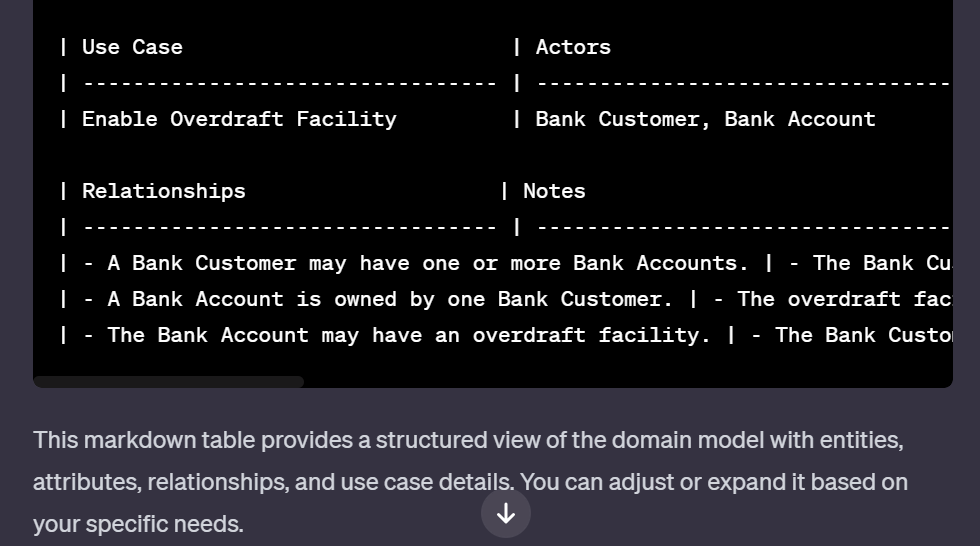 | Use Case | Actors
| --------------------------------- | ---------------------------------
| Enable Overdraft Facility | Bank Customer, Bank Account
| Relationships | Notes
| --------------------------------- | ---------------------------------
| - A Bank Customer may have one or more Bank Accounts. | - The Bank Cu
| - A Bank Account is owned by one Bank Customer. | - The overdraft fac
| - The Bank Account may have an overdraft facility. | - The Bank Custo
This markdown table provides a structured view of the domain model with entities,
attributes, relationships, and use case details. You can adjust or expand it based on
your specific needs.